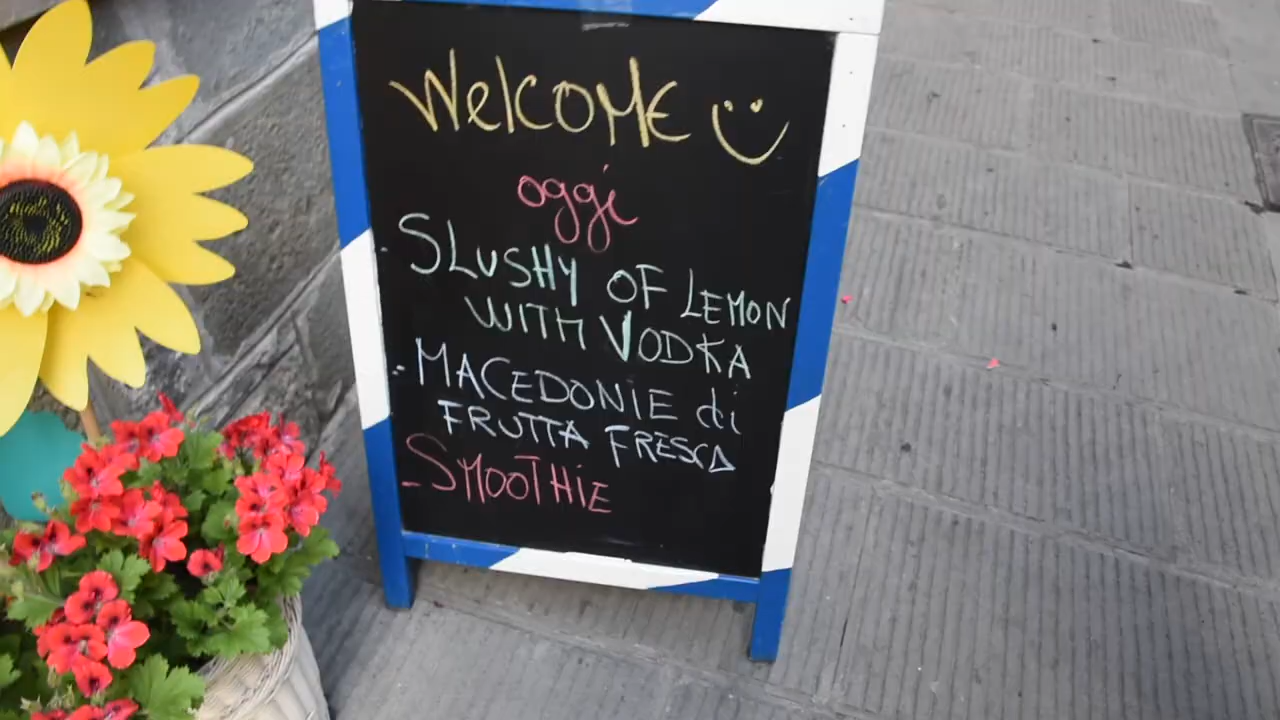 WelcoME
oggi
- SLUSHY OF LEMON
WITH VODKA
- MACEDONIE di
FRUTTA FRESCA
- SMOOTHIE